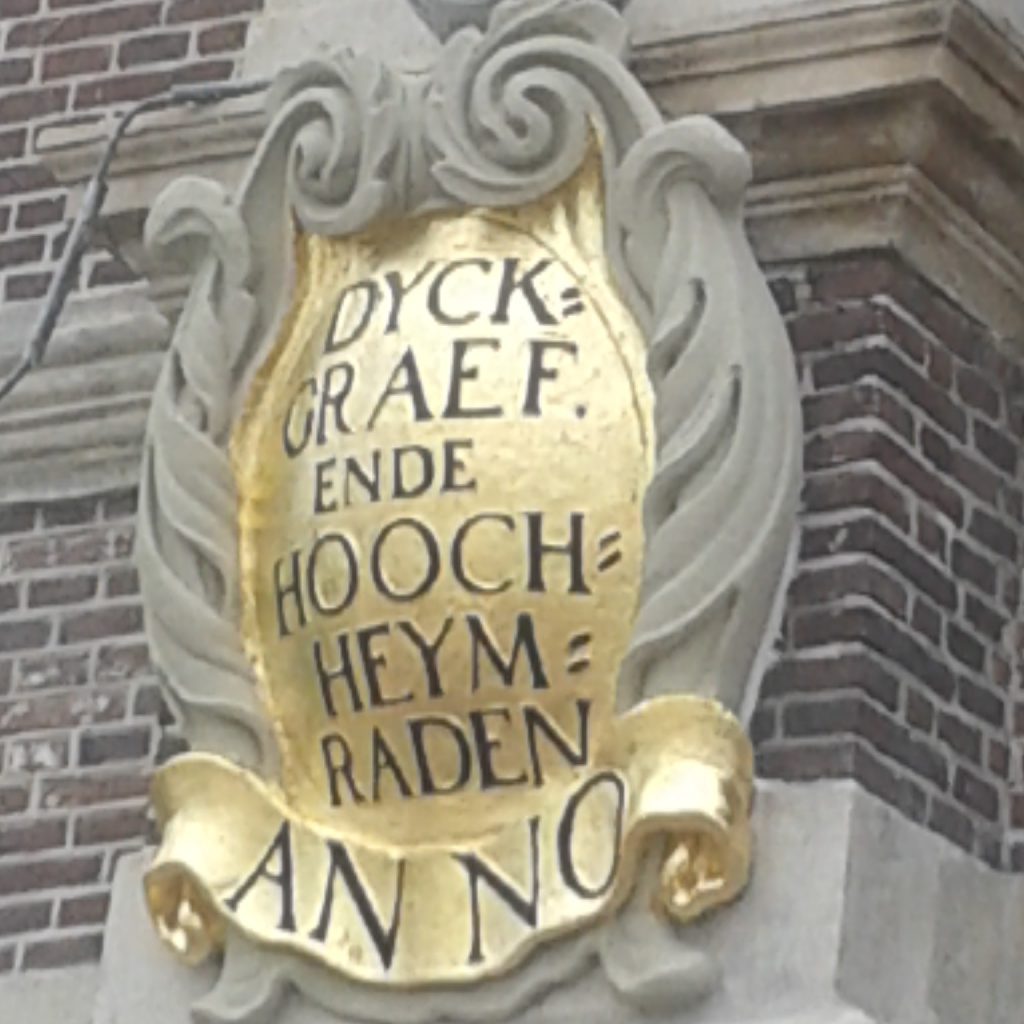 DYCK=
GRAEF.
ENDE
HOOCH=
HEYM=
RADEN
ANNO